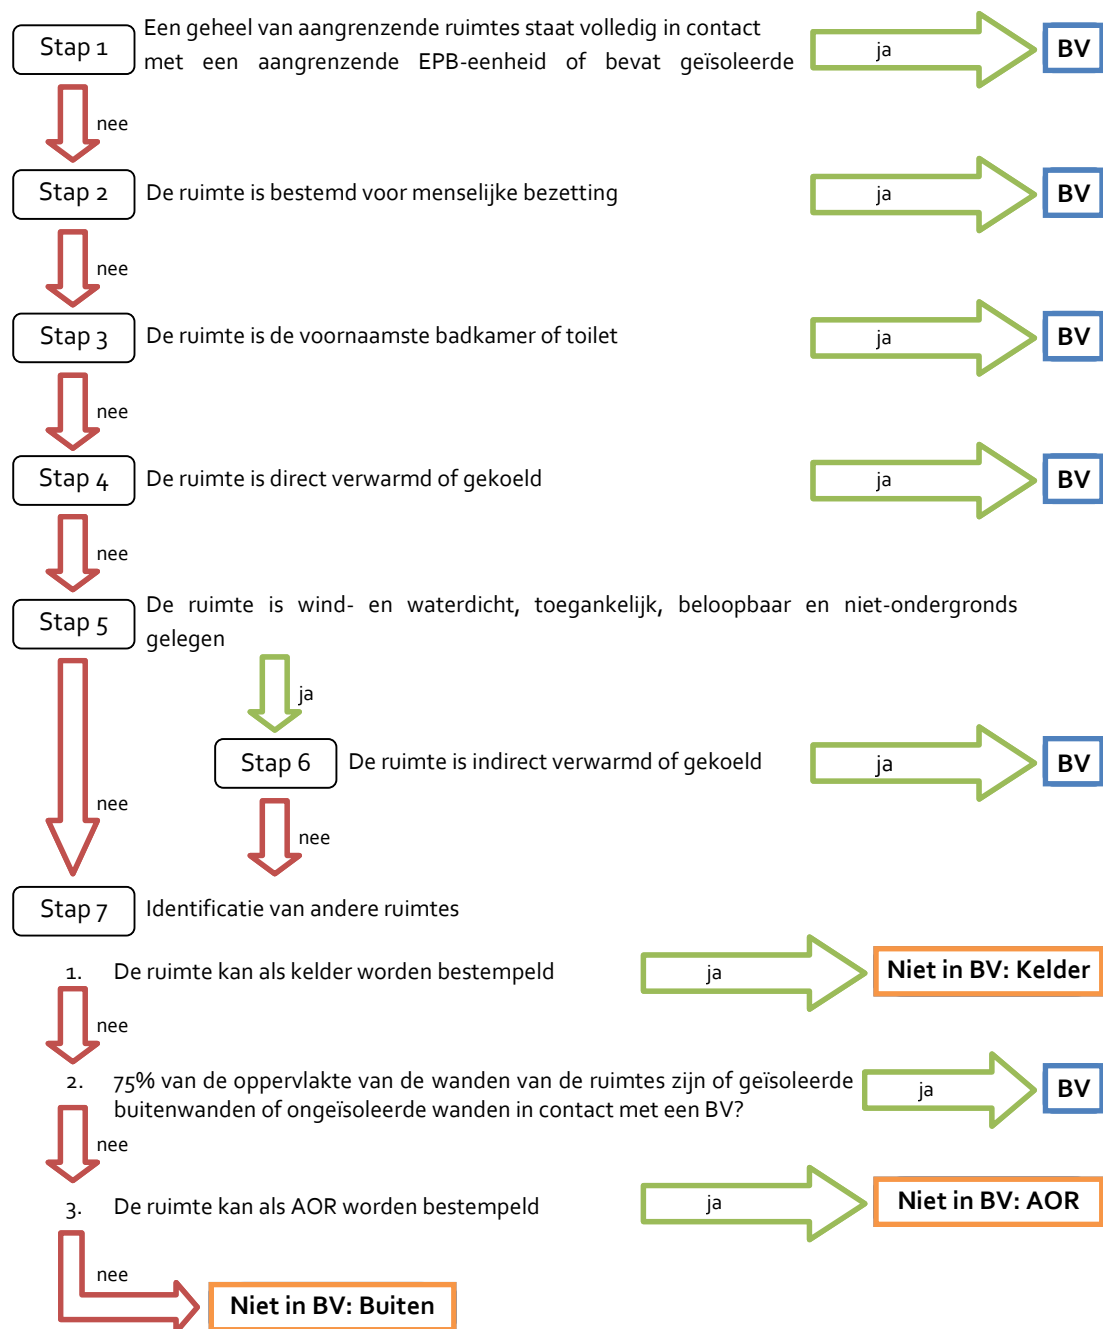 Stap 1
Een geheel van aangrenzende ruimtes staat volledig in contact
met een aangrenzende EPB-eenheid of bevat geïsoleerde
ja
BV
nee
Stap 2
De ruimte is bestemd voor menselijke bezetting
ja
BV
nee
Stap 3
De ruimte is de voornaamste badkamer of toilet
ja
BV
nee
Stap 4
De ruimte is direct verwarmd of gekoeld
ja
BV
nee
Stap 5
De ruimte is wind- en waterdicht, toegankelijk, beloopbaar en niet-ondergronds
gelegen
ja
Stap 6
De ruimte is indirect verwarmd of gekoeld
ja
BV
nee
nee
Stap 7
Identificatie van andere ruimtes
1. De ruimte kan als kelder worden bestempeld
ja
Niet in BV: Kelder
nee
2. 75% van de oppervlakte van de wanden van de ruimtes zijn of geïsoleerde
buitenwanden of ongeïsoleerde wanden in contact met een BV?
ja
BV
nee
3. De ruimte kan als AOR worden bestempeld
ja
Niet in BV: AOR
nee
Niet in BV: Buiten